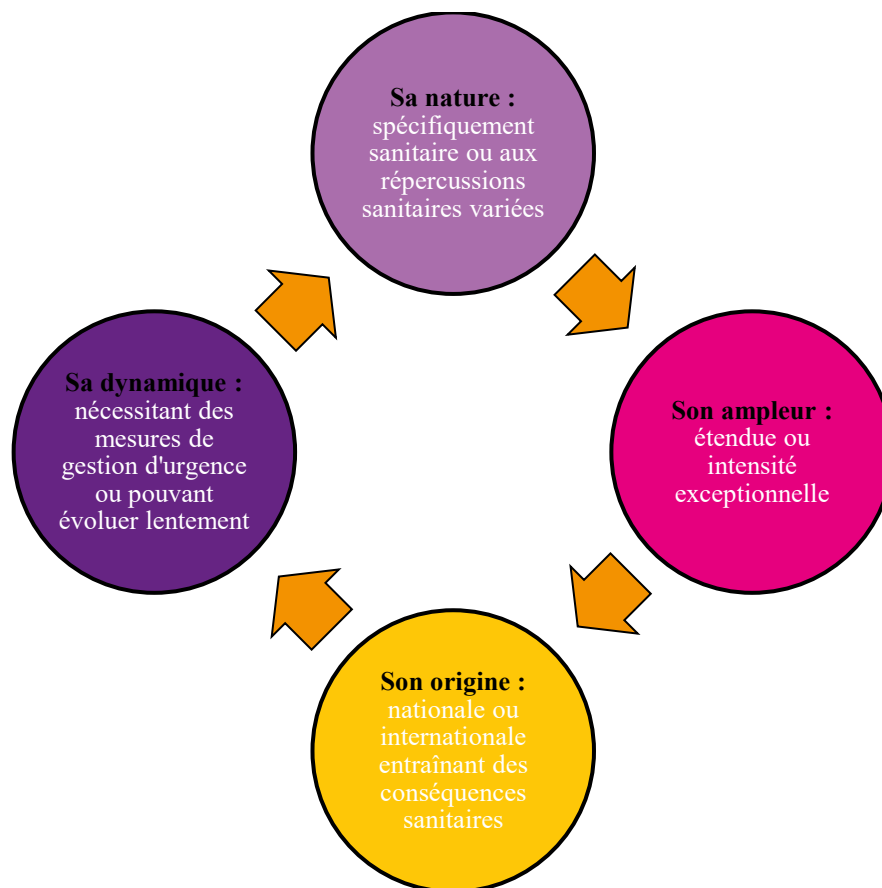 Sa nature :
spécifiquement
sanitaire ou aux
répercussions
sanitaires variées
Son ampleur :
étendue ou
intensité
exceptionnelle
Son origine :
nationale ou
internationale
entraînant des
conséquences
sanitaires
Sa dynamique :
nécessitant des
mesures de
gestion d'urgence
ou pouvant
évoluer lentement